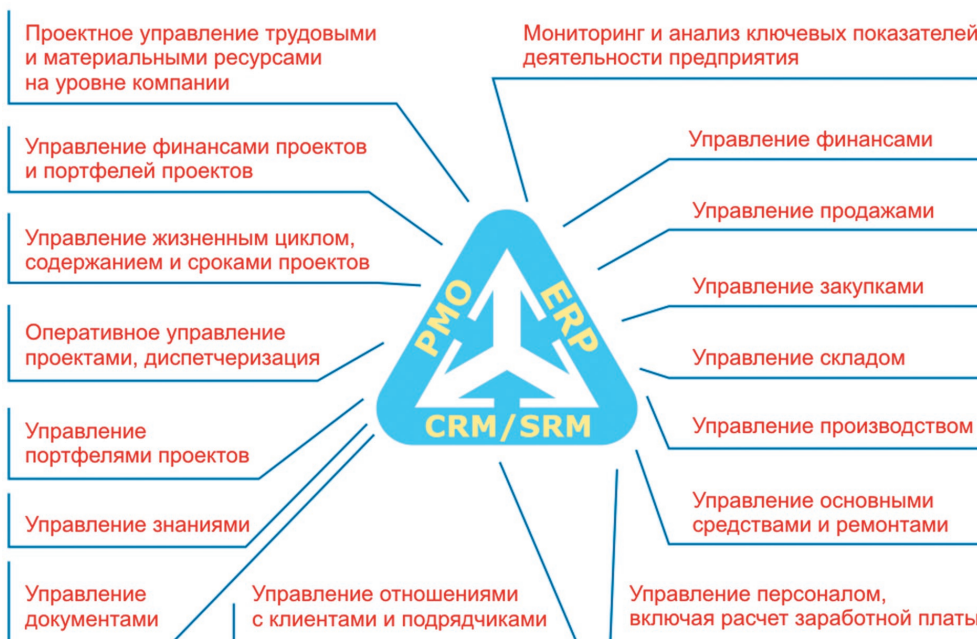 Проектное управление трудовыми
и материальными ресурсами
на уровне компании
Мониторинг и анализ ключевых показателей
деятельности предприятия
Управление финансами проектов
и портфелей проектов
Управление финансами
Управление жизненным циклом,
содержанием и сроками проектов
Управление продажами
Управление закупками
Оперативное управление
проектами, диспетчеризация
Управление складом
PMO
ERP
CRM/SRM
Управление
портфелями проектов
Управление производством
Управление знаниями
Управление основными
средствами и ремонтами
Управление
документами
Управление отношениями
с клиентами и подрядчиками
Управление персоналом,
включая расчет заработной платы